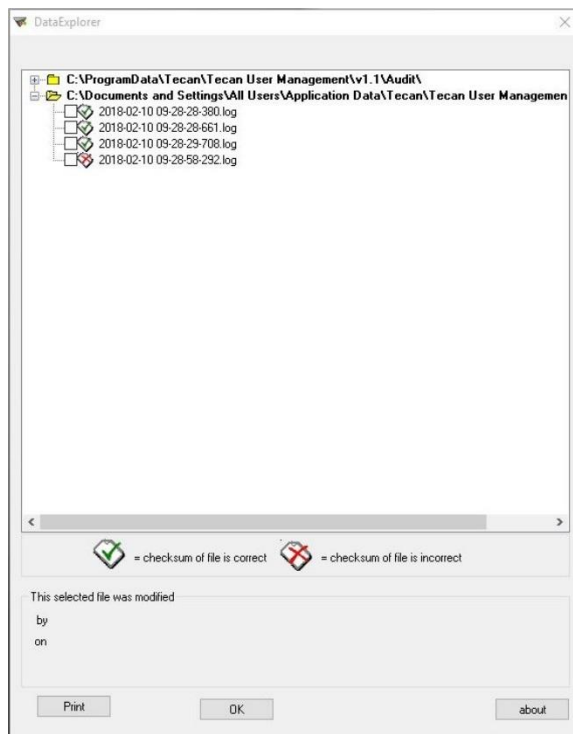 DataExplorer
C:\ProgramData\Tecan\Tecan User Management\v1.1\Audit\
C:\Documents and Settings\All Users\Application Data\Tecan\Tecan User Managemen
2018-02-10 09-28-28-380.log
2018-02-10 09-28-28-661.log
2018-02-10 09-28-29-708.log
2018-02-10 09-28-58-292.log
= checksum of file is correct = checksum of file is incorrect
This selected file was modified
by
on
Print OK about